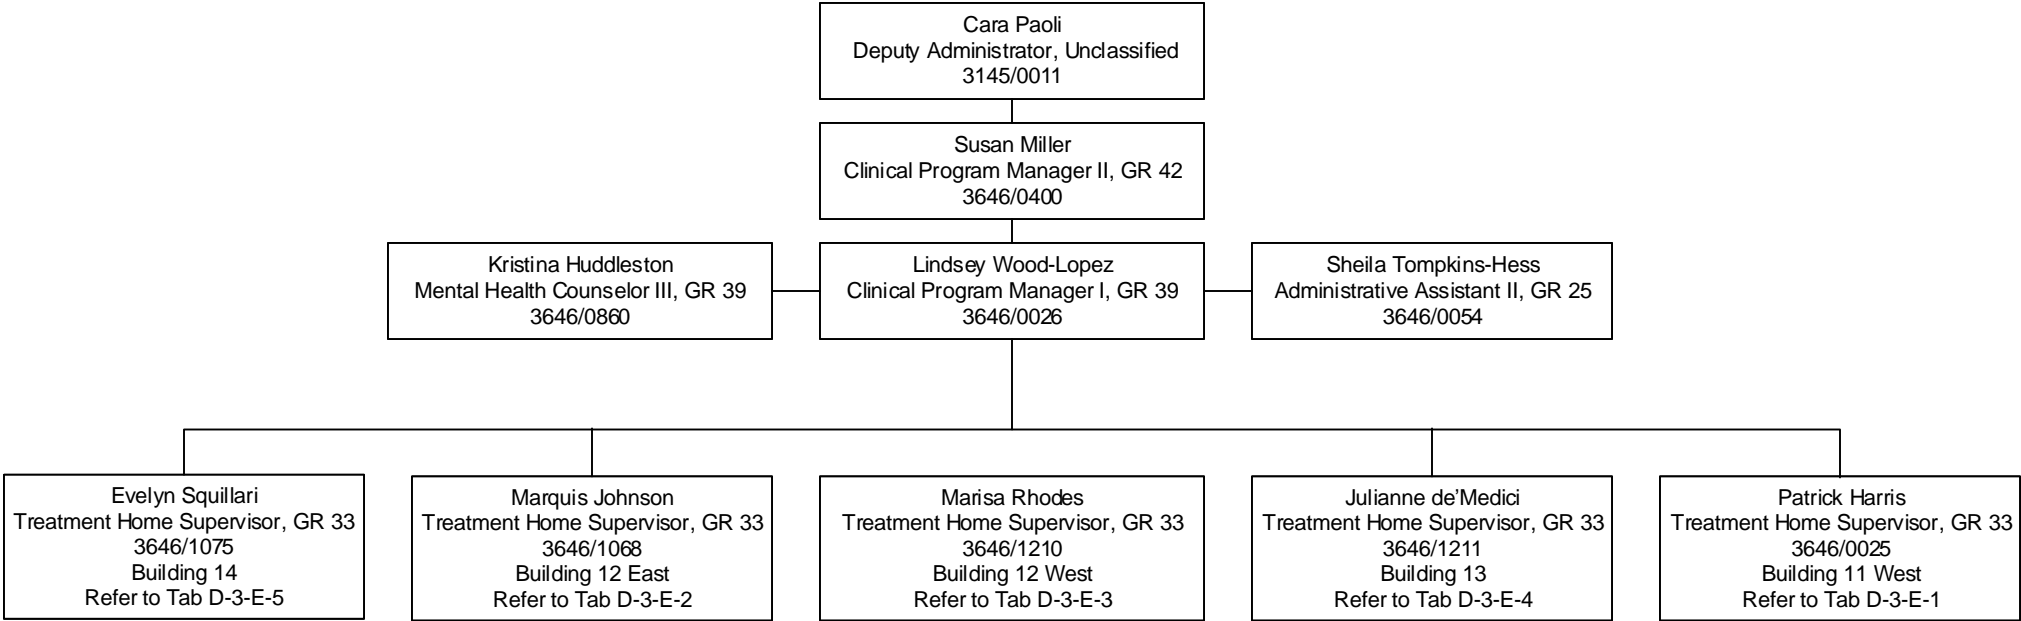 Cara Paoli
Deputy Administrator, Unclassified
3145/0011
Susan Miller
Clinical Program Manager II, GR 42
3646/0400
Kristina Huddleston
Mental Health Counselor III, GR 39
3646/0860
Lindsey Wood-Lopez
Clinical Program Manager I, GR 39
3646/0026
Sheila Tompkins-Hess
Administrative Assistant II, GR 25
3646/0054
Evelyn Squillari
Treatment Home Supervisor, GR 33
3646/1075
Building 14
Refer to Tab D-3-E-5
Marquis Johnson
Treatment Home Supervisor, GR 33
3646/1068
Building 12 East
Refer to Tab D-3-E-2
Marisa Rhodes
Treatment Home Supervisor, GR 33
3646/1210
Building 12 West
Refer to Tab D-3-E-3
Julianne de’Medici
Treatment Home Supervisor, GR 33
3646/1211
Building 13
Refer to Tab D-3-E-4
Patrick Harris
Treatment Home Supervisor, GR 33
3646/0025
Building 11 West
Refer to Tab D-3-E-1